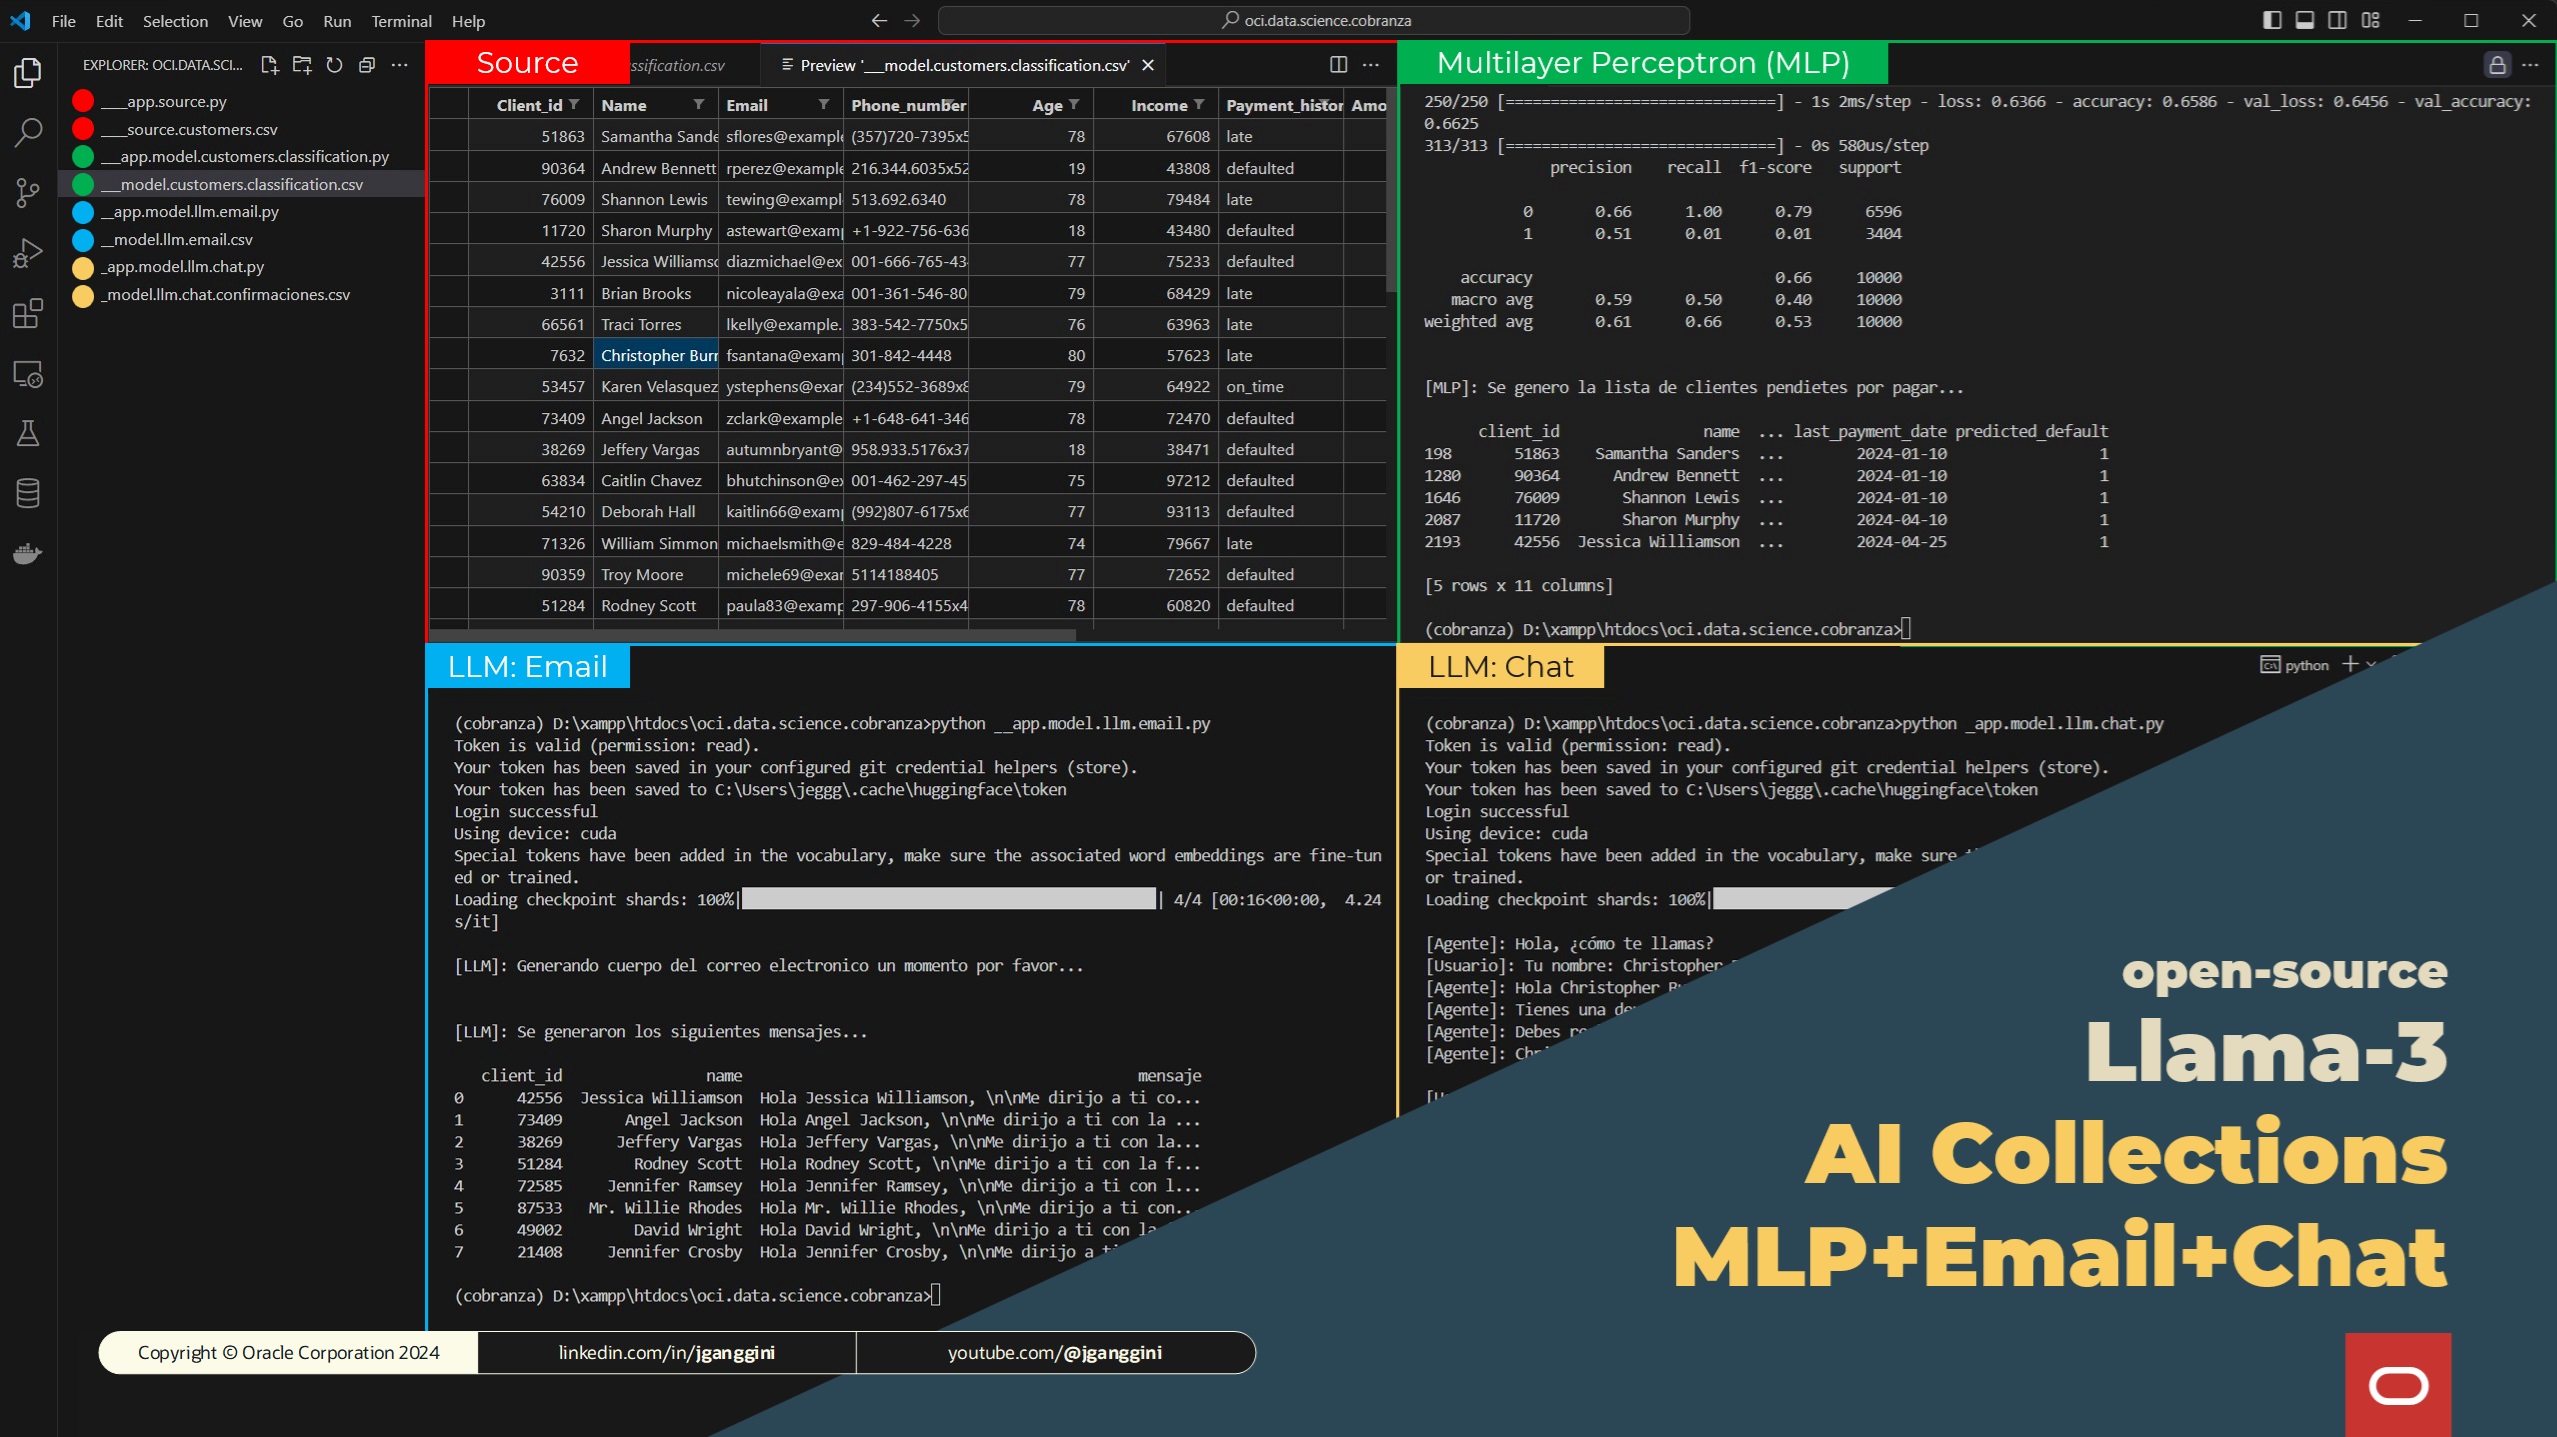 File Edit Selection View Go Run Terminal Help
oci.data.science.cobranza
EXPLORER: OCI.DATA.SCI...
___app.source.py
___source.customers.csv
__app.model.customers.classification.py
__model.customers.classification.csv
_app.model.llm.email.py
_model.llm.email.csv
_app.model.llm.chat.py
_model.llm.chat.confirmaciones.csv
Source
ssification.csv
Preview '__model.customers.classification.csv'
Client_id Name Email Phone_number Age Income Payment_histor Amo
51863 Samantha Sande sflores@example (357)720-7395x5 78 67608 late
90364 Andrew Bennett rperez@example 216.344.6035x52 19 43808 defaulted
76009 Shannon Lewis tewing@exampl 513.692.6340 78 79484 late
11720 Sharon Murphy astewart@examp +1-922-756-636 18 43480 defaulted
42556 Jessica Williamsc diazmichael@ex 001-666-765-43 77 75233 defaulted
3111 Brian Brooks nicoleayala@exa 001-361-546-80 79 68429 late
66561 Traci Torres lkelly@example. 383-542-7750x5 76 63963 late
7632 Christopher Burr fsantana@examp 301-842-4448 80 57623 late
53457 Karen Velasquez ystephens@exar (234)552-3689x8 79 64922 on_time
73409 Angel Jackson zclark@example +1-648-641-346 78 72470 defaulted
38269 Jeffery Vargas autumnbryant@ 958.933.5176x37 18 38471 defaulted
63834 Caitlin Chavez bhutchinson@e 001-462-297-45 75 97212 defaulted
54210 Deborah Hall kaitlin66@examp (992)807-6175x6 77 93113 defaulted
71326 William Simmon michaelsmith@e 829-484-4228 74 79667 late
90359 Troy Moore michele69@exar 5114188405 77 72652 defaulted
51284 Rodney Scott paula83@examp 297-906-4155x4 78 60820 defaulted
Multilayer Perceptron (MLP)
250/250 [==============================] - 1s 2ms/step - loss: 0.6366 - accuracy: 0.6586 - val_loss: 0.6456 - val_accuracy:
0.6625
313/313 [==============================] - 0s 580us/step
precision recall f1-score support
0 0.66 1.00 0.79 6596
1 0.51 0.01 0.01 3404
accuracy 0.66 10000
macro avg 0.59 0.50 0.40 10000
weighted avg 0.61 0.66 0.53 10000
[MLP]: Se genero la lista de clientes pendietes por pagar...
client_id name ... last_payment_date predicted_default
198 51863 Samantha Sanders ... 2024-01-10 1
1280 90364 Andrew Bennett ... 2024-01-10 1
1646 76009 Shannon Lewis ... 2024-01-10 1
2087 11720 Sharon Murphy ... 2024-04-10 1
2193 42556 Jessica Williamson ... 2024-04-25 1
[5 rows x 11 columns]
(cobranza) D:\xampp\htdocs\oci.data.science.cobranza>
LLM: Email
(cobranza) D:\xampp\htdocs\oci.data.science.cobranza>python __app.model.llm.email.py
Token is valid (permission: read).
Your token has been saved in your configured git credential helpers (store).
Your token has been saved to C:\Users\jeggg\.cache\huggingface\token
Login successful
Using device: cuda
Special tokens have been added in the vocabulary, make sure the associated word embeddings are fine-tun
ed or trained.
Loading checkpoint shards: 100%| | 4/4 [00:16<00:00, 4.24
s/it]
[LLM]: Generando cuerpo del correo electronico un momento por favor...
[LLM]: Se generaron los siguientes mensajes...
client_id name mensaje
0 42556 Jessica Williamson Hola Jessica Williamson, \n\nMe dirijo a ti co...
1 73409 Angel Jackson Hola Angel Jackson, \n\nMe dirijo a ti con la ...
2 38269 Jeffery Vargas Hola Jeffery Vargas, \n\nMe dirijo a ti con la...
3 51284 Rodney Scott Hola Rodney Scott, \n\nMe dirijo a ti con la f...
4 72585 Jennifer Ramsey Hola Jennifer Ramsey, \n\nMe dirijo a ti con l...
5 87533 Mr. Willie Rhodes Hola Mr. Willie Rhodes, \n\nMe dirijo a ti con..
6 49002 David Wright Hola David Wright, \n\nMe dirijo a ti con la
7 21408 Jennifer Crosby Hola Jennifer Crosby, \n\nMe dirijo a
(cobranza) D:\xampp\htdocs\oci.data.science.cobranza>
LLM: Chat
python
(cobranza) D:\xampp\htdocs\oci.data.science.cobranza>python _app.model.llm.chat.py
Token is valid (permission: read).
Your token has been saved in your configured git credential helpers (store).
Your token has been saved to C:\Users\jeggg\.cache\huggingface\token
Login successful
Using device: cuda
Special tokens have been added in the vocabulary, make sure
or trained.
Loading checkpoint shards: 100%|
[Agente]: Hola, ¿cómo te llamas?
[Usuario]: Tu nombre: Christopher
[Agente]: Hola Christopher
[Agente]: Tienes una
[Agente]: Debes
[Agente]:
open-source
Llama-3
AI Collections
MLP+Email+Chat
Copyright © Oracle Corporation 2024
linkedin.com/in/jganggini
youtube.com/@jganggini